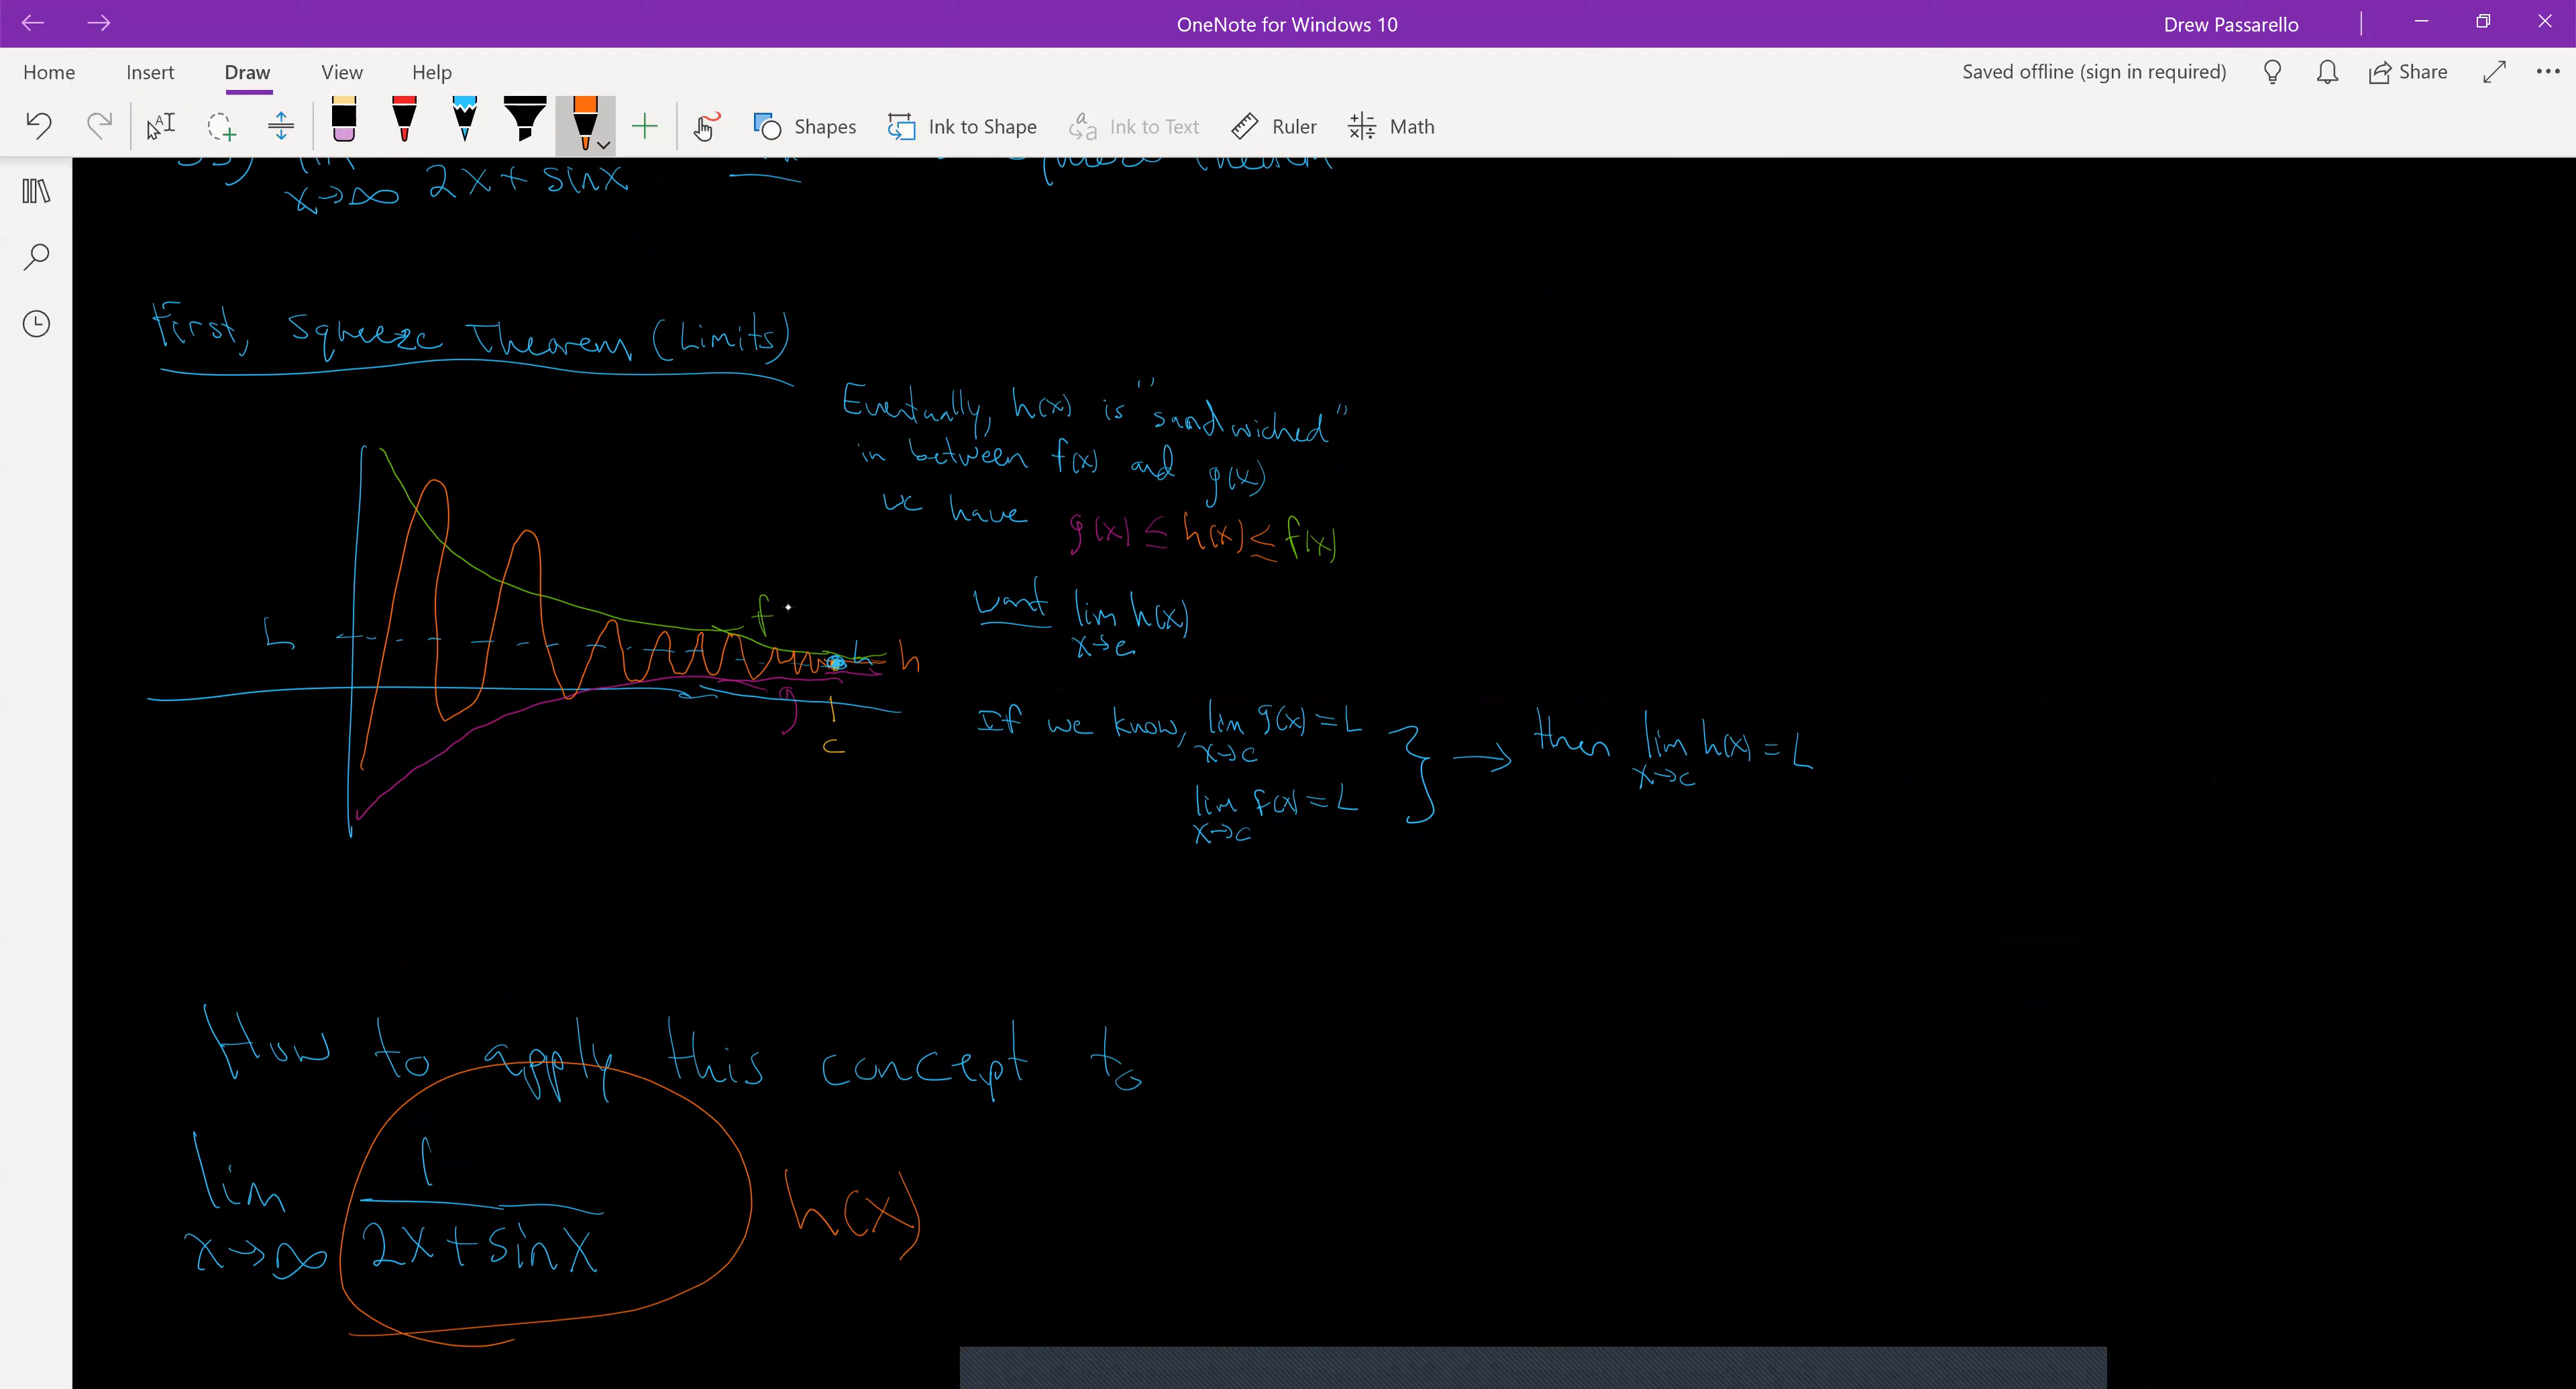 OneNote for Windows 10
Drew Passarello
Home Insert Draw View Help
Saved offline (sign in required) Share
Shapes Ink to Shape Ink to Text Ruler Math
x→∞ 2x + sinx
First, Squeeze Theorem (Limits)
Eventually, h(x) is "sandwiched"
in between f(x) and g(x)
we have g(x) ≤ h(x) ≤ f(x)
f
want lim h(x)
x→c
L
h
g
c
If we know, lim g(x) = L
x→c
then lim h(x) = L
x→c
lim f(x) = L
x→c
How to apply this concept to
lim 1
x→∞ 2x + sinx
h(x)